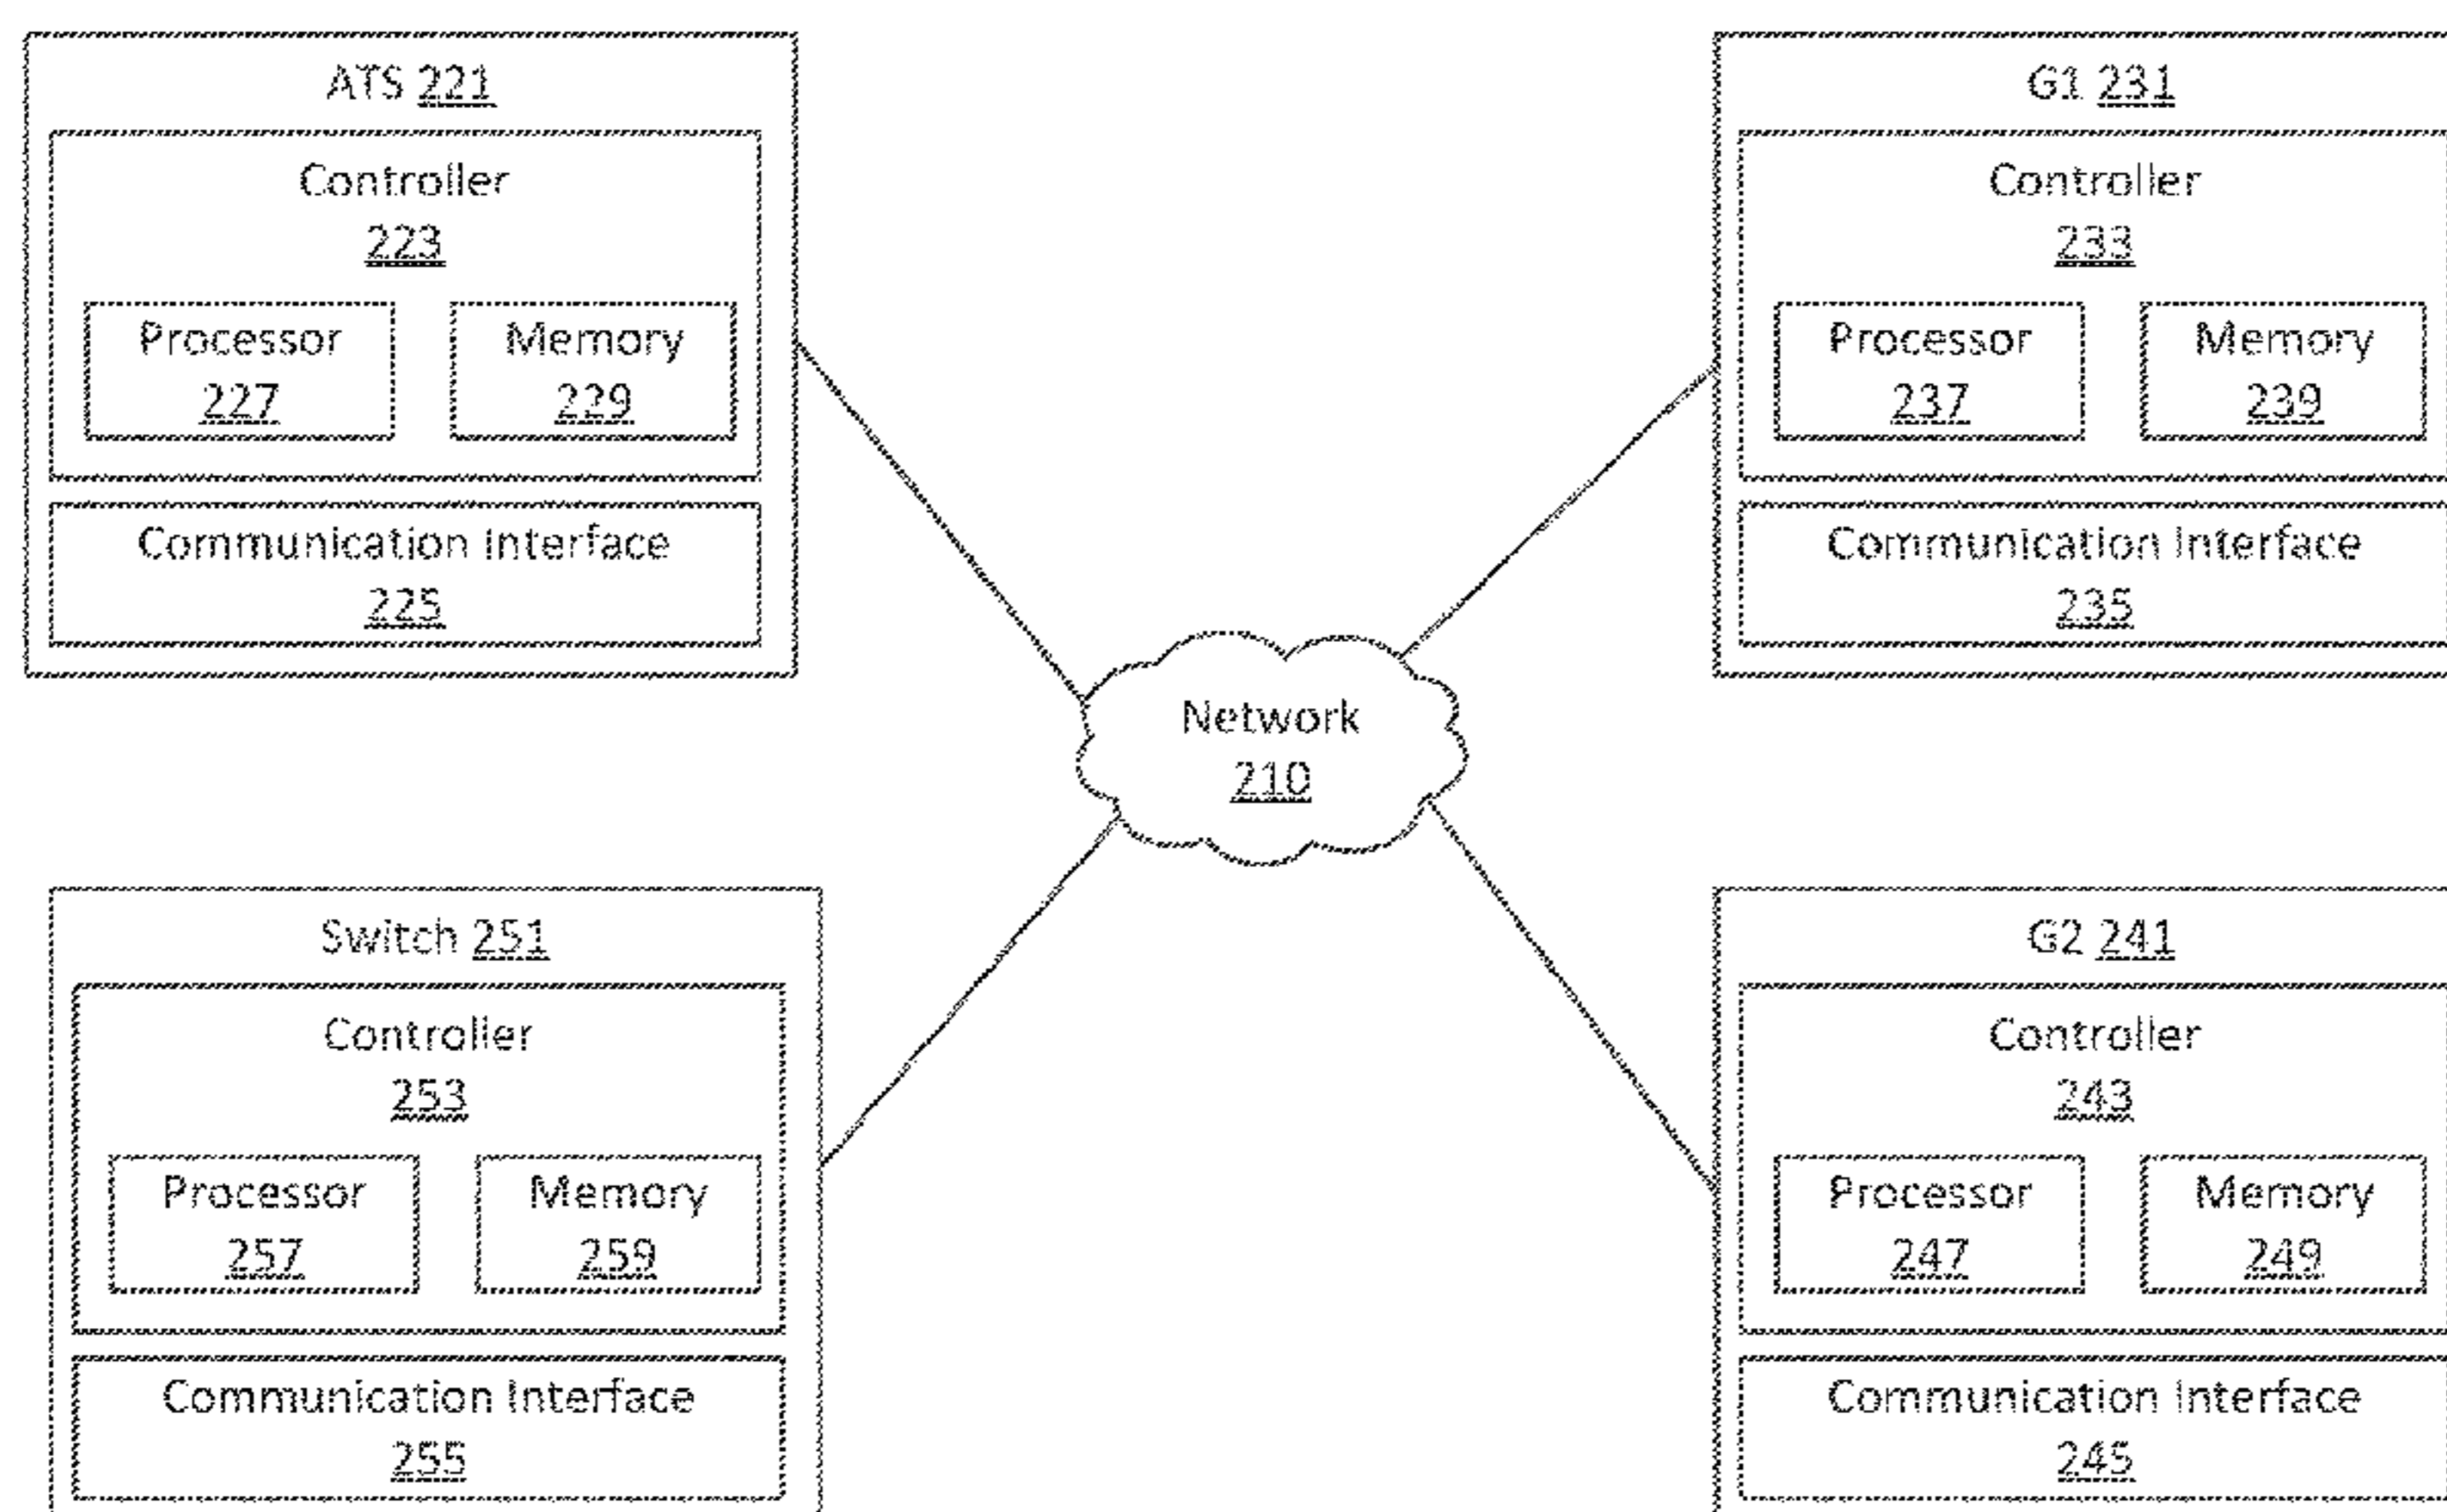 ATS 221
Controller
223
Processor
227
Memory
229
Communication Interface
225
G1 231
Controller
233
Processor
237
Memory
239
Communication Interface
235
Network
210
Switch 251
Controller
253
Processor
257
Memory
259
Communication Interface
255
G2 241
Controller
243
Processor
247
Memory
249
Communication Interface
245